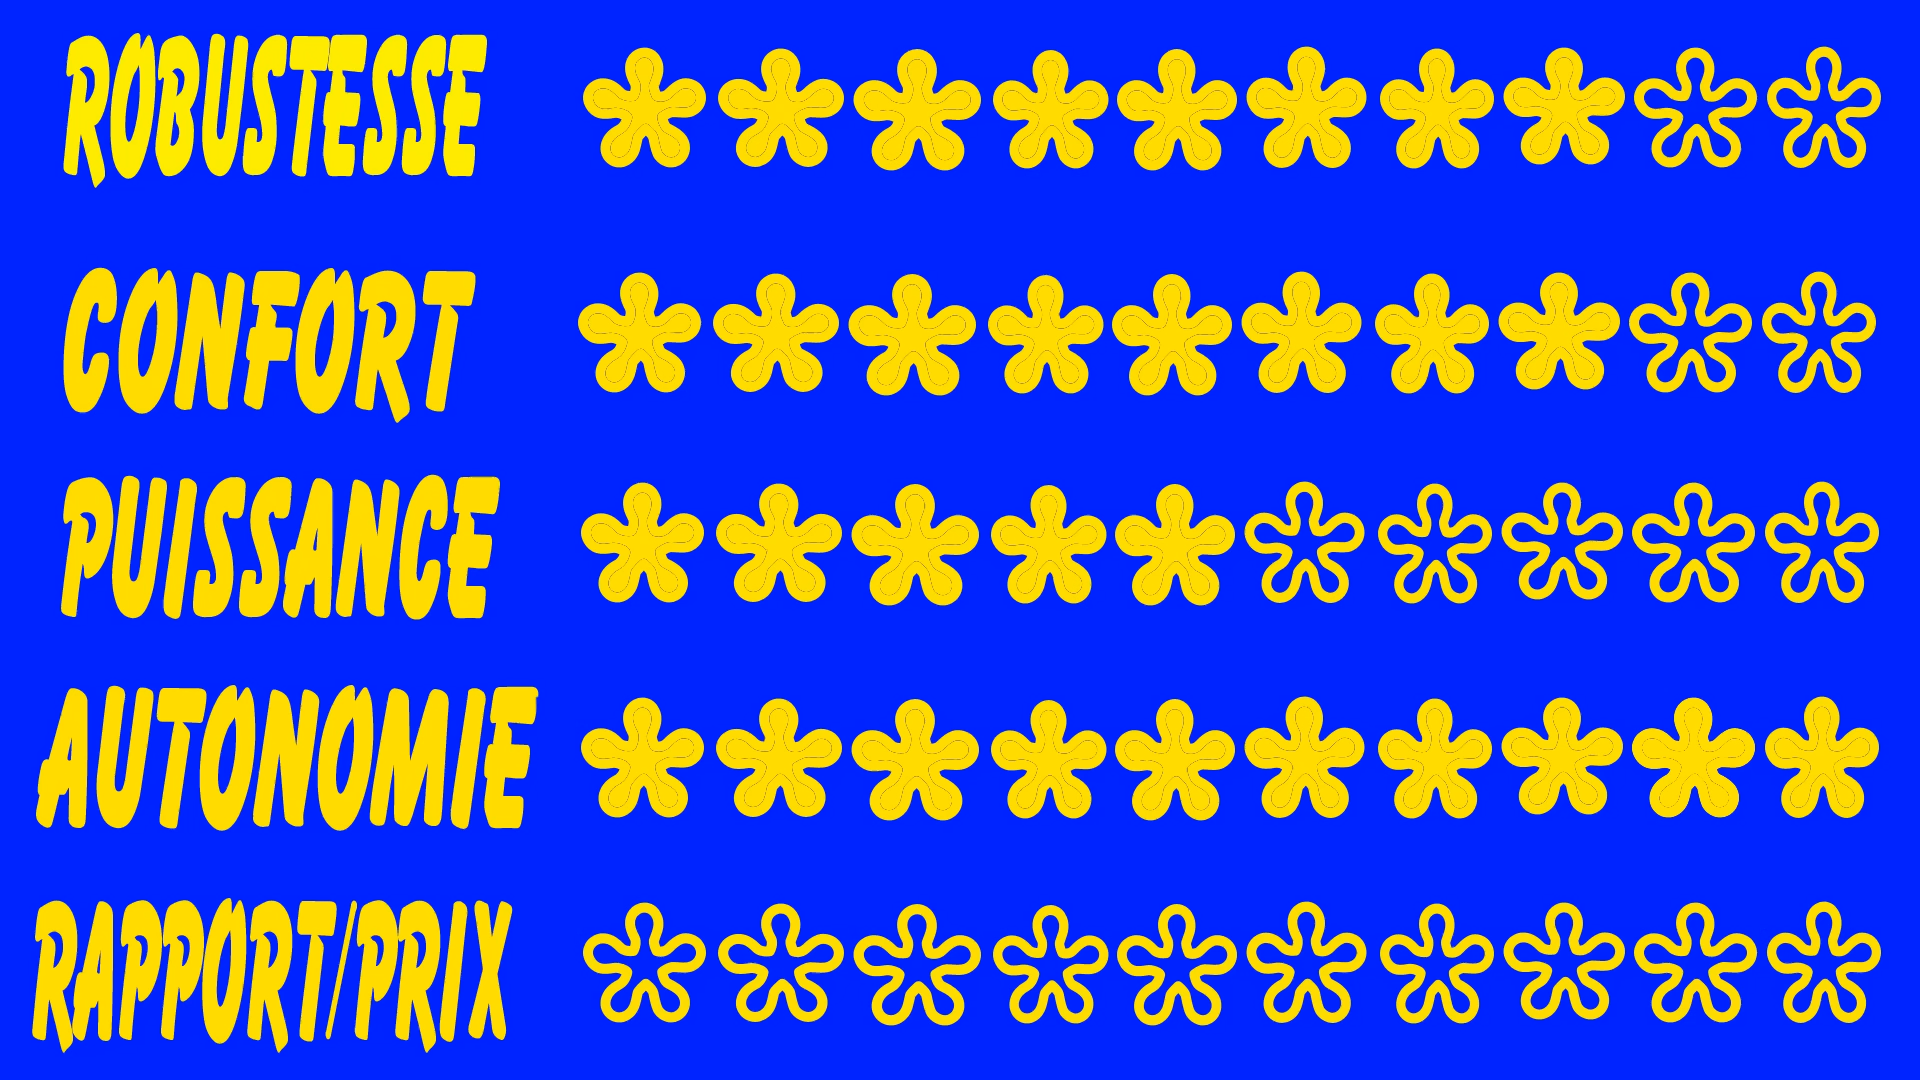 ROBUSTESSE
CONFORT
PUISSANCE
AUTONOMIE
RAPPORT/PRIX